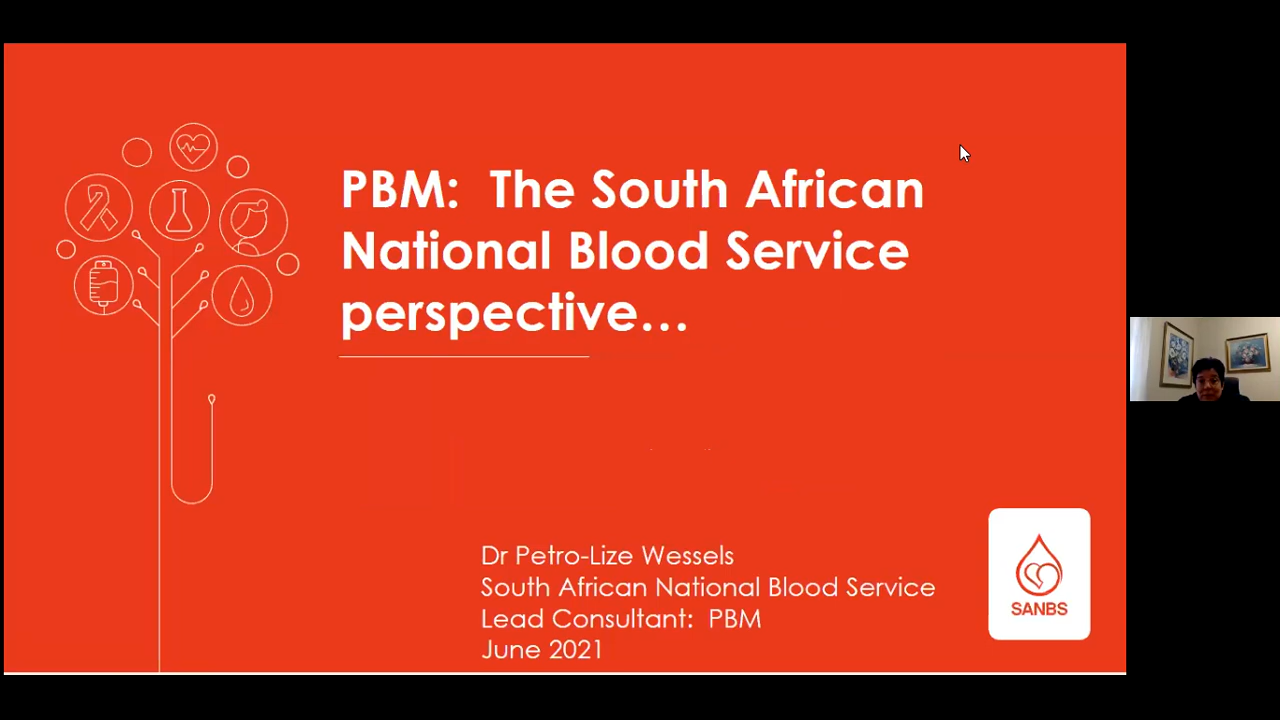 PBM:  The South African
National Blood Service
perspective…
Dr Petro-Lize Wessels
South African National Blood Service
Lead Consultant:  PBM
June 2021
SANBS